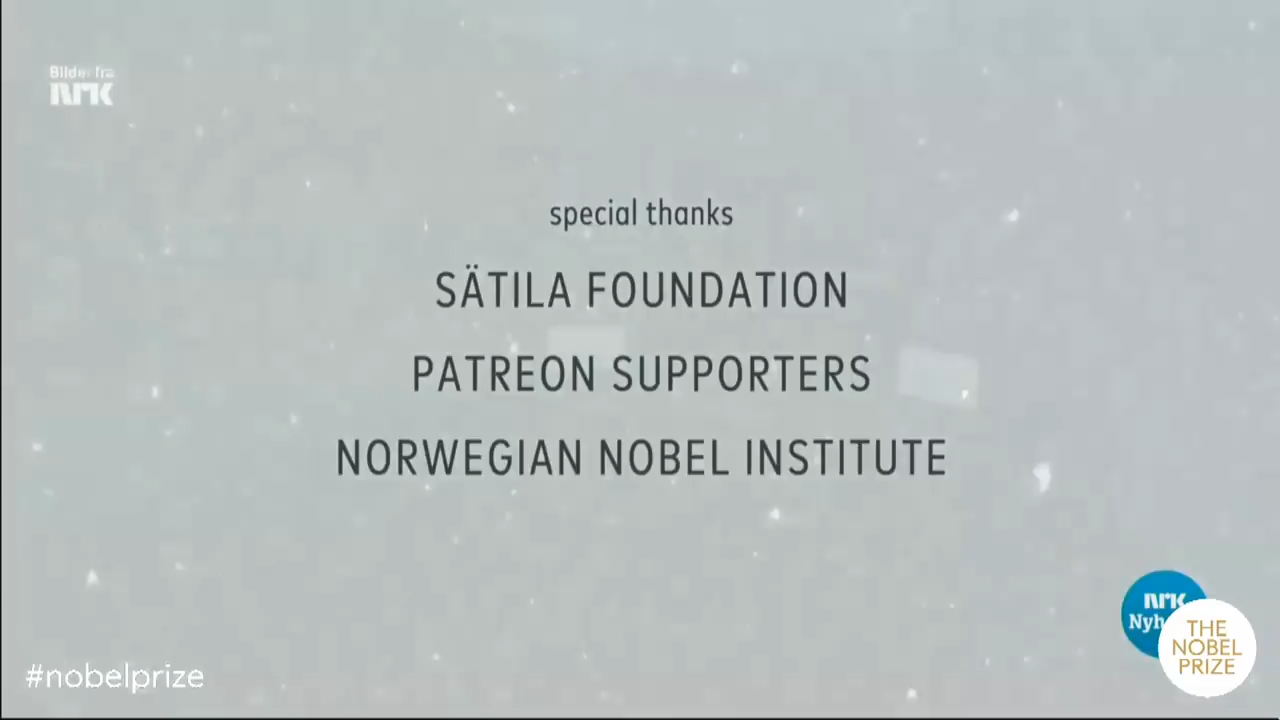 Bilder fra
NRK
special thanks
SÄTILA FOUNDATION
PATREON SUPPORTERS
NORWEGIAN NOBEL INSTITUTE
NRK
THE
NOBEL
PRIZE
#nobelprize